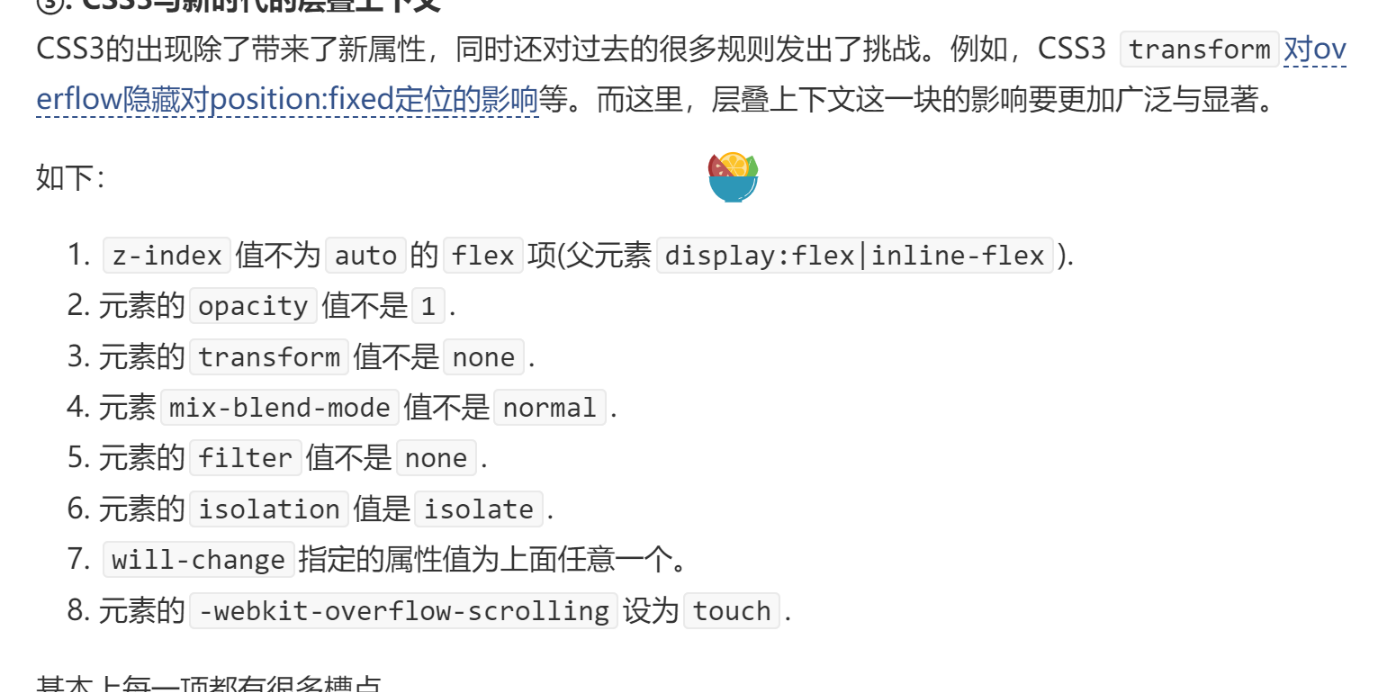 ③. CSS3与新时代的层叠上下文
CSS3的出现除了带来了新属性，同时还对过去的很多规则发出了挑战。例如，CSS3 transform 对ov
erflow隐藏对position:fixed定位的影响等。而这里，层叠上下文这一块的影响要更加广泛与显著。
如下：
1. z-index 值不为 auto 的 flex 项(父元素 display:flex|inline-flex ).
2. 元素的 opacity 值不是 1 .
3. 元素的 transform 值不是 none .
4. 元素 mix-blend-mode 值不是 normal .
5. 元素的 filter 值不是 none .
6. 元素的 isolation 值是 isolate .
7. will-change 指定的属性值为上面任意一个。
8. 元素的 -webkit-overflow-scrolling 设为 touch .
基本上每一项都有很多槽点